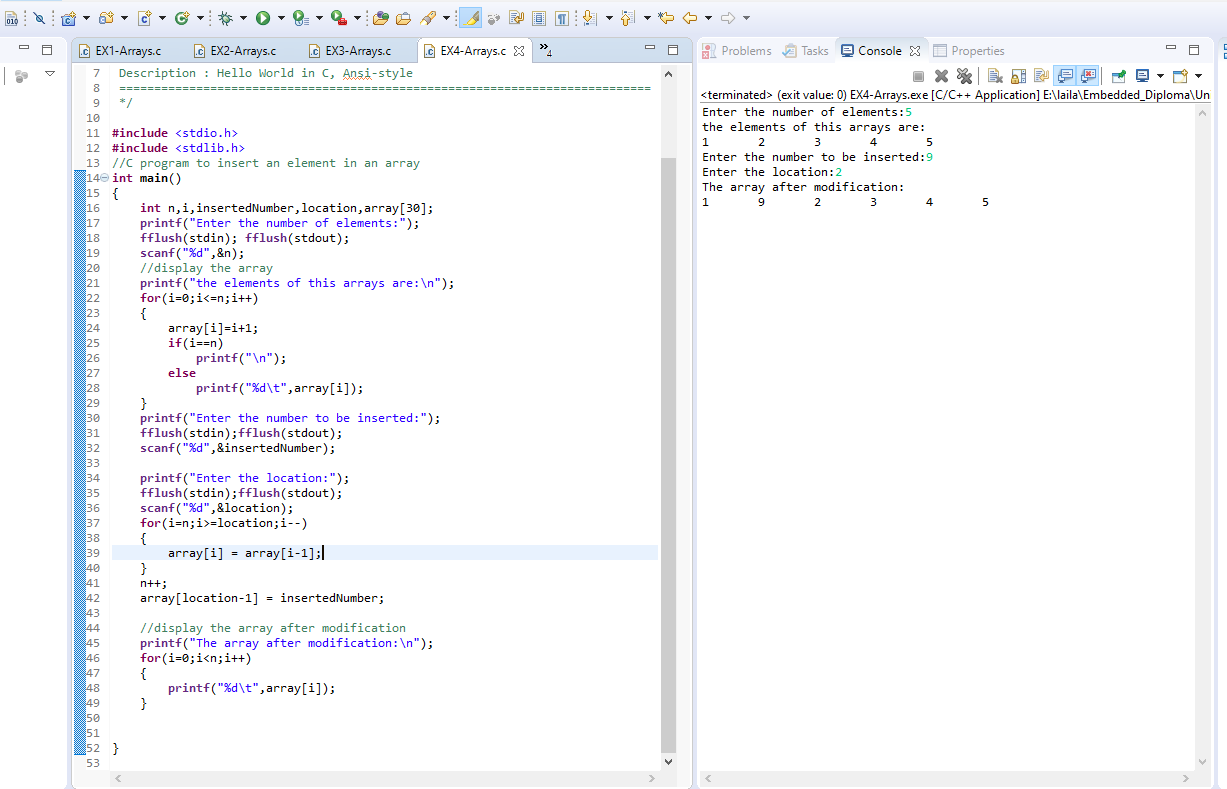 EX1-Arrays.c EX2-Arrays.c EX3-Arrays.c EX4-Arrays.c »4
7 Description : Hello World in C, Ansi-style
8 ============================================================================
9 */
10
11 #include <stdio.h>
12 #include <stdlib.h>
13 //C program to insert an element in an array
14 int main()
15 {
16 int n,i,insertedNumber,location,array[30];
17 printf("Enter the number of elements:");
18 fflush(stdin); fflush(stdout);
19 scanf("%d",&n);
20 //display the array
21 printf("the elements of this arrays are:\n");
22 for(i=0;i<=n;i++)
23 {
24 array[i]=i+1;
25 if(i==n)
26 printf("\n");
27 else
28 printf("%d\t",array[i]);
29 }
30 printf("Enter the number to be inserted:");
31 fflush(stdin);fflush(stdout);
32 scanf("%d",&insertedNumber);
33
34 printf("Enter the location:");
35 fflush(stdin);fflush(stdout);
36 scanf("%d",&location);
37 for(i=n;i>=location;i--)
38 {
39 array[i] = array[i-1];
40 }
41 n++;
42 array[location-1] = insertedNumber;
43
44 //display the array after modification
45 printf("The array after modification:\n");
46 for(i=0;i<n;i++)
47 {
48 printf("%d\t",array[i]);
49 }
50
51
52 }
53
Problems Tasks Console Properties
<terminated> (exit value: 0) EX4-Arrays.exe [C/C++ Application] E:\laila\Embedded_Diploma\Un
Enter the number of elements:5
the elements of this arrays are:
1 2 3 4 5
Enter the number to be inserted:9
Enter the location:2
The array after modification:
1 9 2 3 4 5